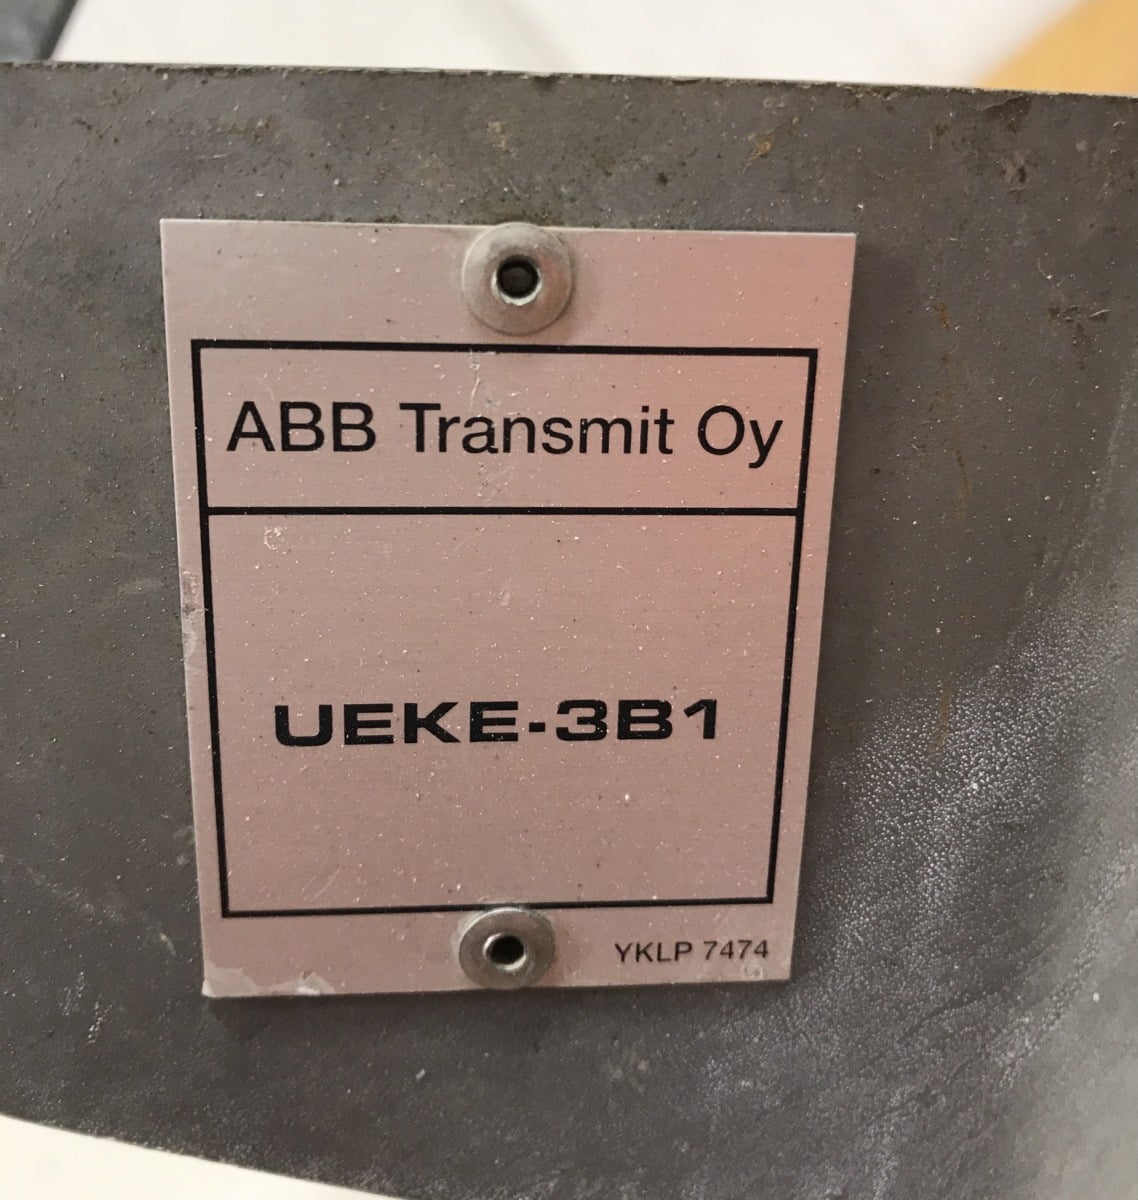 ABB Transmit Oy
UEKE-3B1
YKLP 7474